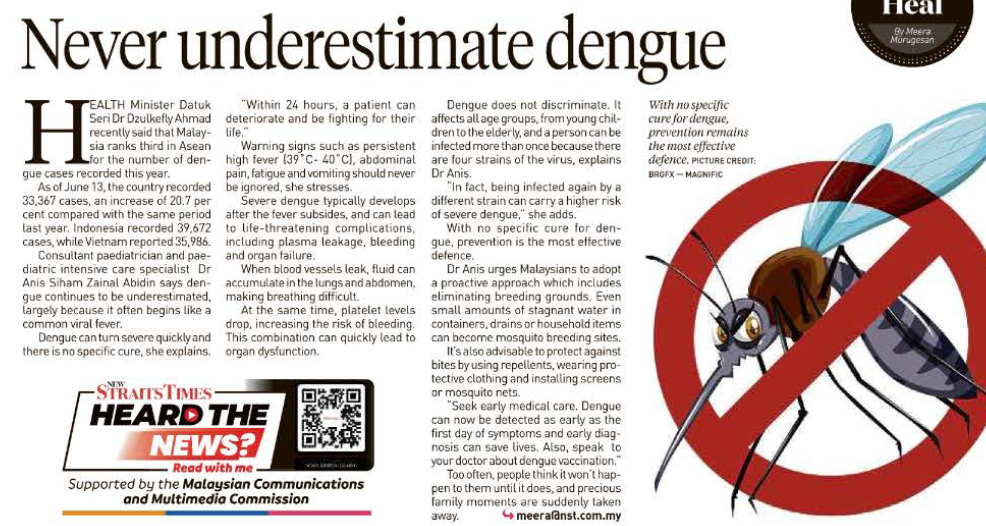 Heal
By Meera
Murugesan
Never underestimate dengue
HEALTH Minister Datuk
Seri Dr Dzulkefly Ahmad
recently said that Malay-
sia ranks third in Asean
for the number of den-
gue cases recorded this year.
As of June 13, the country recorded
33,367 cases, an increase of 20.7 per
cent compared with the same period
last year. Indonesia recorded 39,672
cases, while Vietnam reported 35,986.
Consultant paediatrician and pae-
diatric intensive care specialist Dr
Anis Siham Zainal Abidin says den-
gue continues to be underestimated,
largely because it often begins like a
common viral fever.
Dengue can turn severe quickly and
there is no specific cure, she explains.
"Within 24 hours, a patient can
deteriorate and be fighting for their
life."
Warning signs such as persistent
high fever (39˚C- 40˚C), abdominal
pain, fatigue and vomiting should never
be ignored, she stresses.
Severe dengue typically develops
after the fever subsides, and can lead
to life-threatening complications,
including plasma leakage, bleeding
and organ failure.
When blood vessels leak, fluid can
accumulate in the lungs and abdomen,
making breathing difficult.
At the same time, platelet levels
drop, increasing the risk of bleeding.
This combination can quickly lead to
organ dysfunction.
Dengue does not discriminate. It
affects all age groups, from young chil-
dren to the elderly, and a person can be
infected more than once because there
are four strains of the virus, explains
Dr Anis.
"In fact, being infected again by a
different strain can carry a higher risk
of severe dengue," she adds.
With no specific cure for den-
gue, prevention is the most effective
defence.
Dr Anis urges Malaysians to adopt
a proactive approach which includes
eliminating breeding grounds. Even
small amounts of stagnant water in
containers, drains or household items
can become mosquito breeding sites.
It's also advisable to protect against
bites by using repellents, wearing pro-
tective clothing and installing screens
or mosquito nets.
"Seek early medical care. Dengue
can now be detected as early as the
first day of symptoms and early diag-
nosis can save lives. Also, speak to
your doctor about dengue vaccination."
Too often, people think it won't hap-
pen to them until it does, and precious
family moments are suddenly taken
away. meera@nst.com.my
With no specific
cure for dengue,
prevention remains
the most effective
defence. PICTURE CREDIT:
BRGFX — MAGNIFIC
NEW
STRAITS TIMES
HEARD THE
NEWS?
Read with me
Supported by the Malaysian Communications
and Multimedia Commission